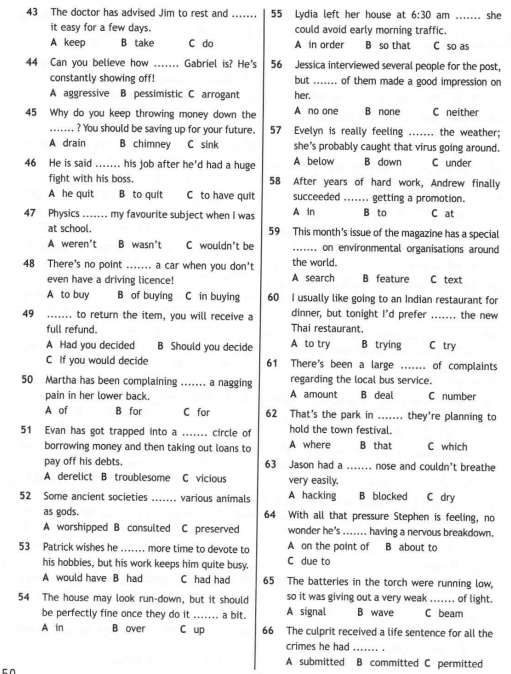 43 The doctor has advised Jim to rest and .......
it easy for a few days.
A keep B take C do
44 Can you believe how ....... Gabriel is? He's
constantly showing off!
A aggressive B pessimistic C arrogant
45 Why do you keep throwing money down the
....... ? You should be saving up for your future.
A drain B chimney C sink
46 He is said ....... his job after he'd had a huge
fight with his boss.
A he quit B to quit C to have quit
47 Physics ....... my favourite subject when I was
at school.
A weren't B wasn't C wouldn't be
48 There's no point ....... a car when you don't
even have a driving licence!
A to buy B of buying C in buying
49 ....... to return the item, you will receive a
full refund.
A Had you decided B Should you decide
C If you would decide
50 Martha has been complaining ....... a nagging
pain in her lower back.
A of B for C for
51 Evan has got trapped into a ....... circle of
borrowing money and then taking out loans to
pay off his debts.
A derelict B troublesome C vicious
52 Some ancient societies ....... various animals
as gods.
A worshipped B consulted C preserved
53 Patrick wishes he ....... more time to devote to
his hobbies, but his work keeps him quite busy.
A would have B had C had had
54 The house may look run-down, but it should
be perfectly fine once they do it ....... a bit.
A in B over C up
55 Lydia left her house at 6:30 am ....... she
could avoid early morning traffic.
A in order B so that C so as
56 Jessica interviewed several people for the post,
but ....... of them made a good impression on
her.
A no one B none C neither
57 Evelyn is really feeling ....... the weather;
she's probably caught that virus going around.
A below B down C under
58 After years of hard work, Andrew finally
succeeded ....... getting a promotion.
A in B to C at
59 This month's issue of the magazine has a special
....... on environmental organisations around
the world.
A search B feature C text
60 I usually like going to an Indian restaurant for
dinner, but tonight I'd prefer ....... the new
Thai restaurant.
A to try B trying C try
61 There's been a large ....... of complaints
regarding the local bus service.
A amount B deal C number
62 That's the park in ....... they're planning to
hold the town festival.
A where B that C which
63 Jason had a ....... nose and couldn't breathe
very easily.
A hacking B blocked C dry
64 With all that pressure Stephen is feeling, no
wonder he's ....... having a nervous breakdown.
A on the point of B about to
C due to
65 The batteries in the torch were running low,
so it was giving out a very weak ....... of light.
A signal B wave C beam
66 The culprit received a life sentence for all the
crimes he had ....... .
A submitted B committed C permitted